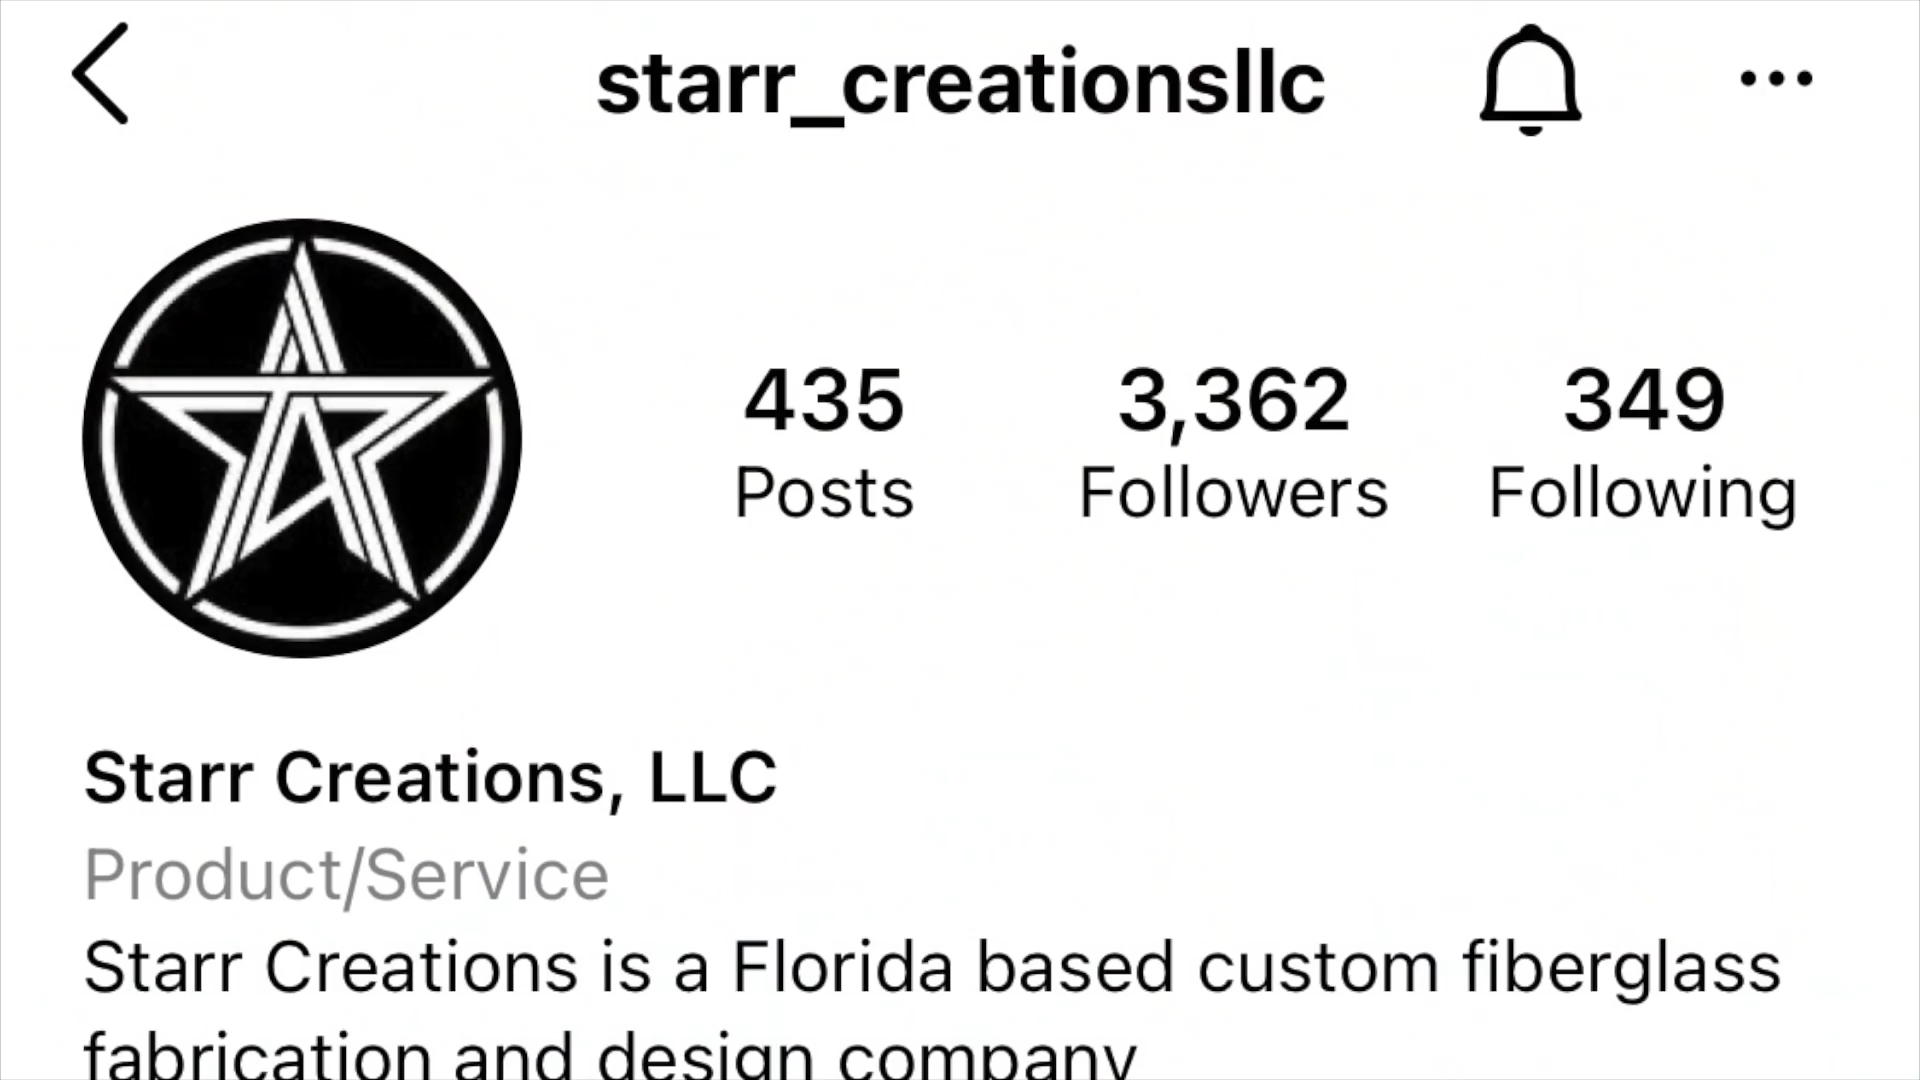 starr_creationsllc
435 3,362 349
Posts Followers Following
Starr Creations, LLC
Product/Service
Starr Creations is a Florida based custom fiberglass
fabrication and design company